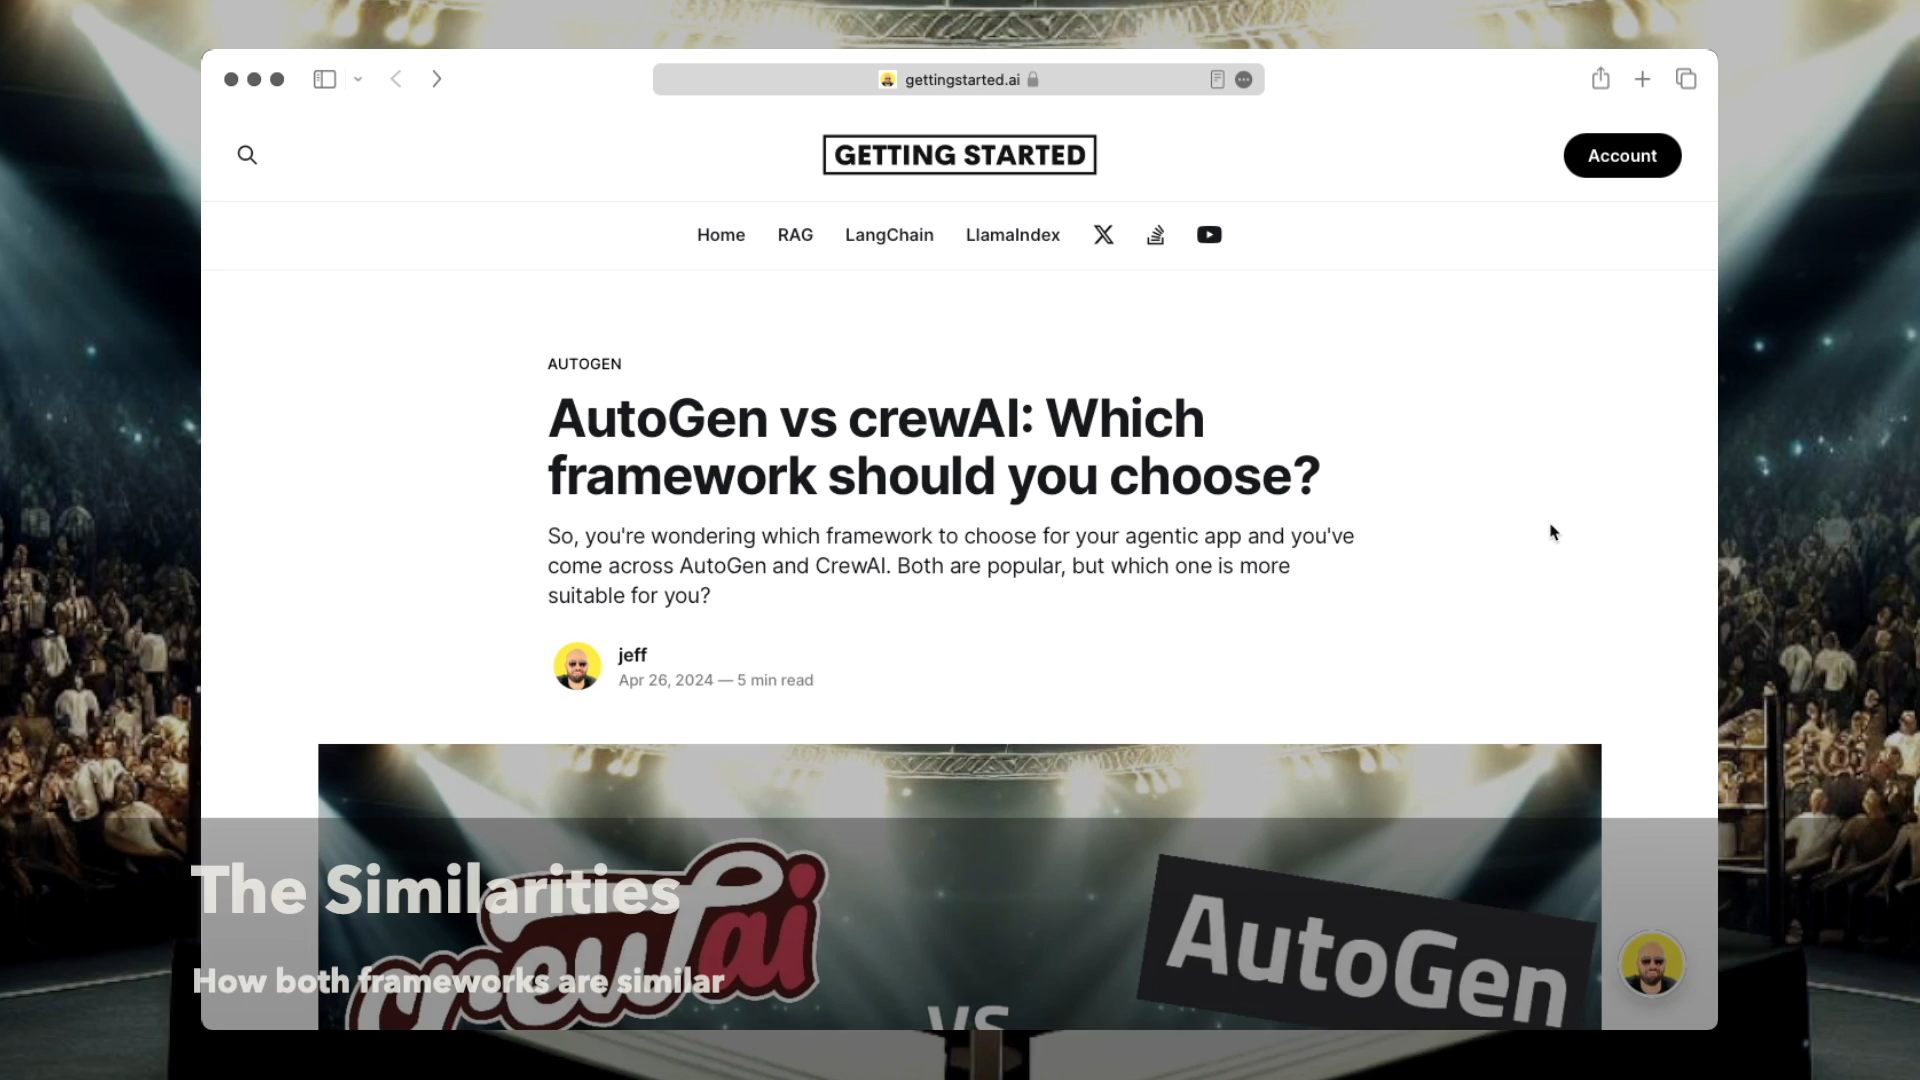 gettingstarted.ai
GETTING STARTED
Account
Home RAG LangChain LlamaIndex
AUTOGEN
AutoGen vs crewAI: Which
framework should you choose?
So, you're wondering which framework to choose for your agentic app and you've
come across AutoGen and CrewAI. Both are popular, but which one is more
suitable for you?
jeff
Apr 26, 2024 — 5 min read
The Similarities
How both frameworks are similar
crewai
vs
AutoGen